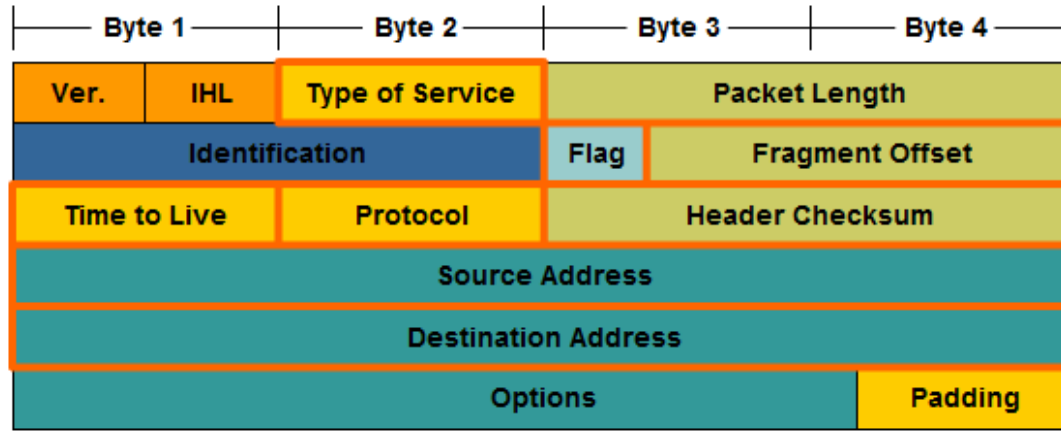 Byte 1 Byte 2 Byte 3 Byte 4
Ver. IHL Type of Service Packet Length
Identification Flag Fragment Offset
Time to Live Protocol Header Checksum
Source Address
Destination Address
Options Padding